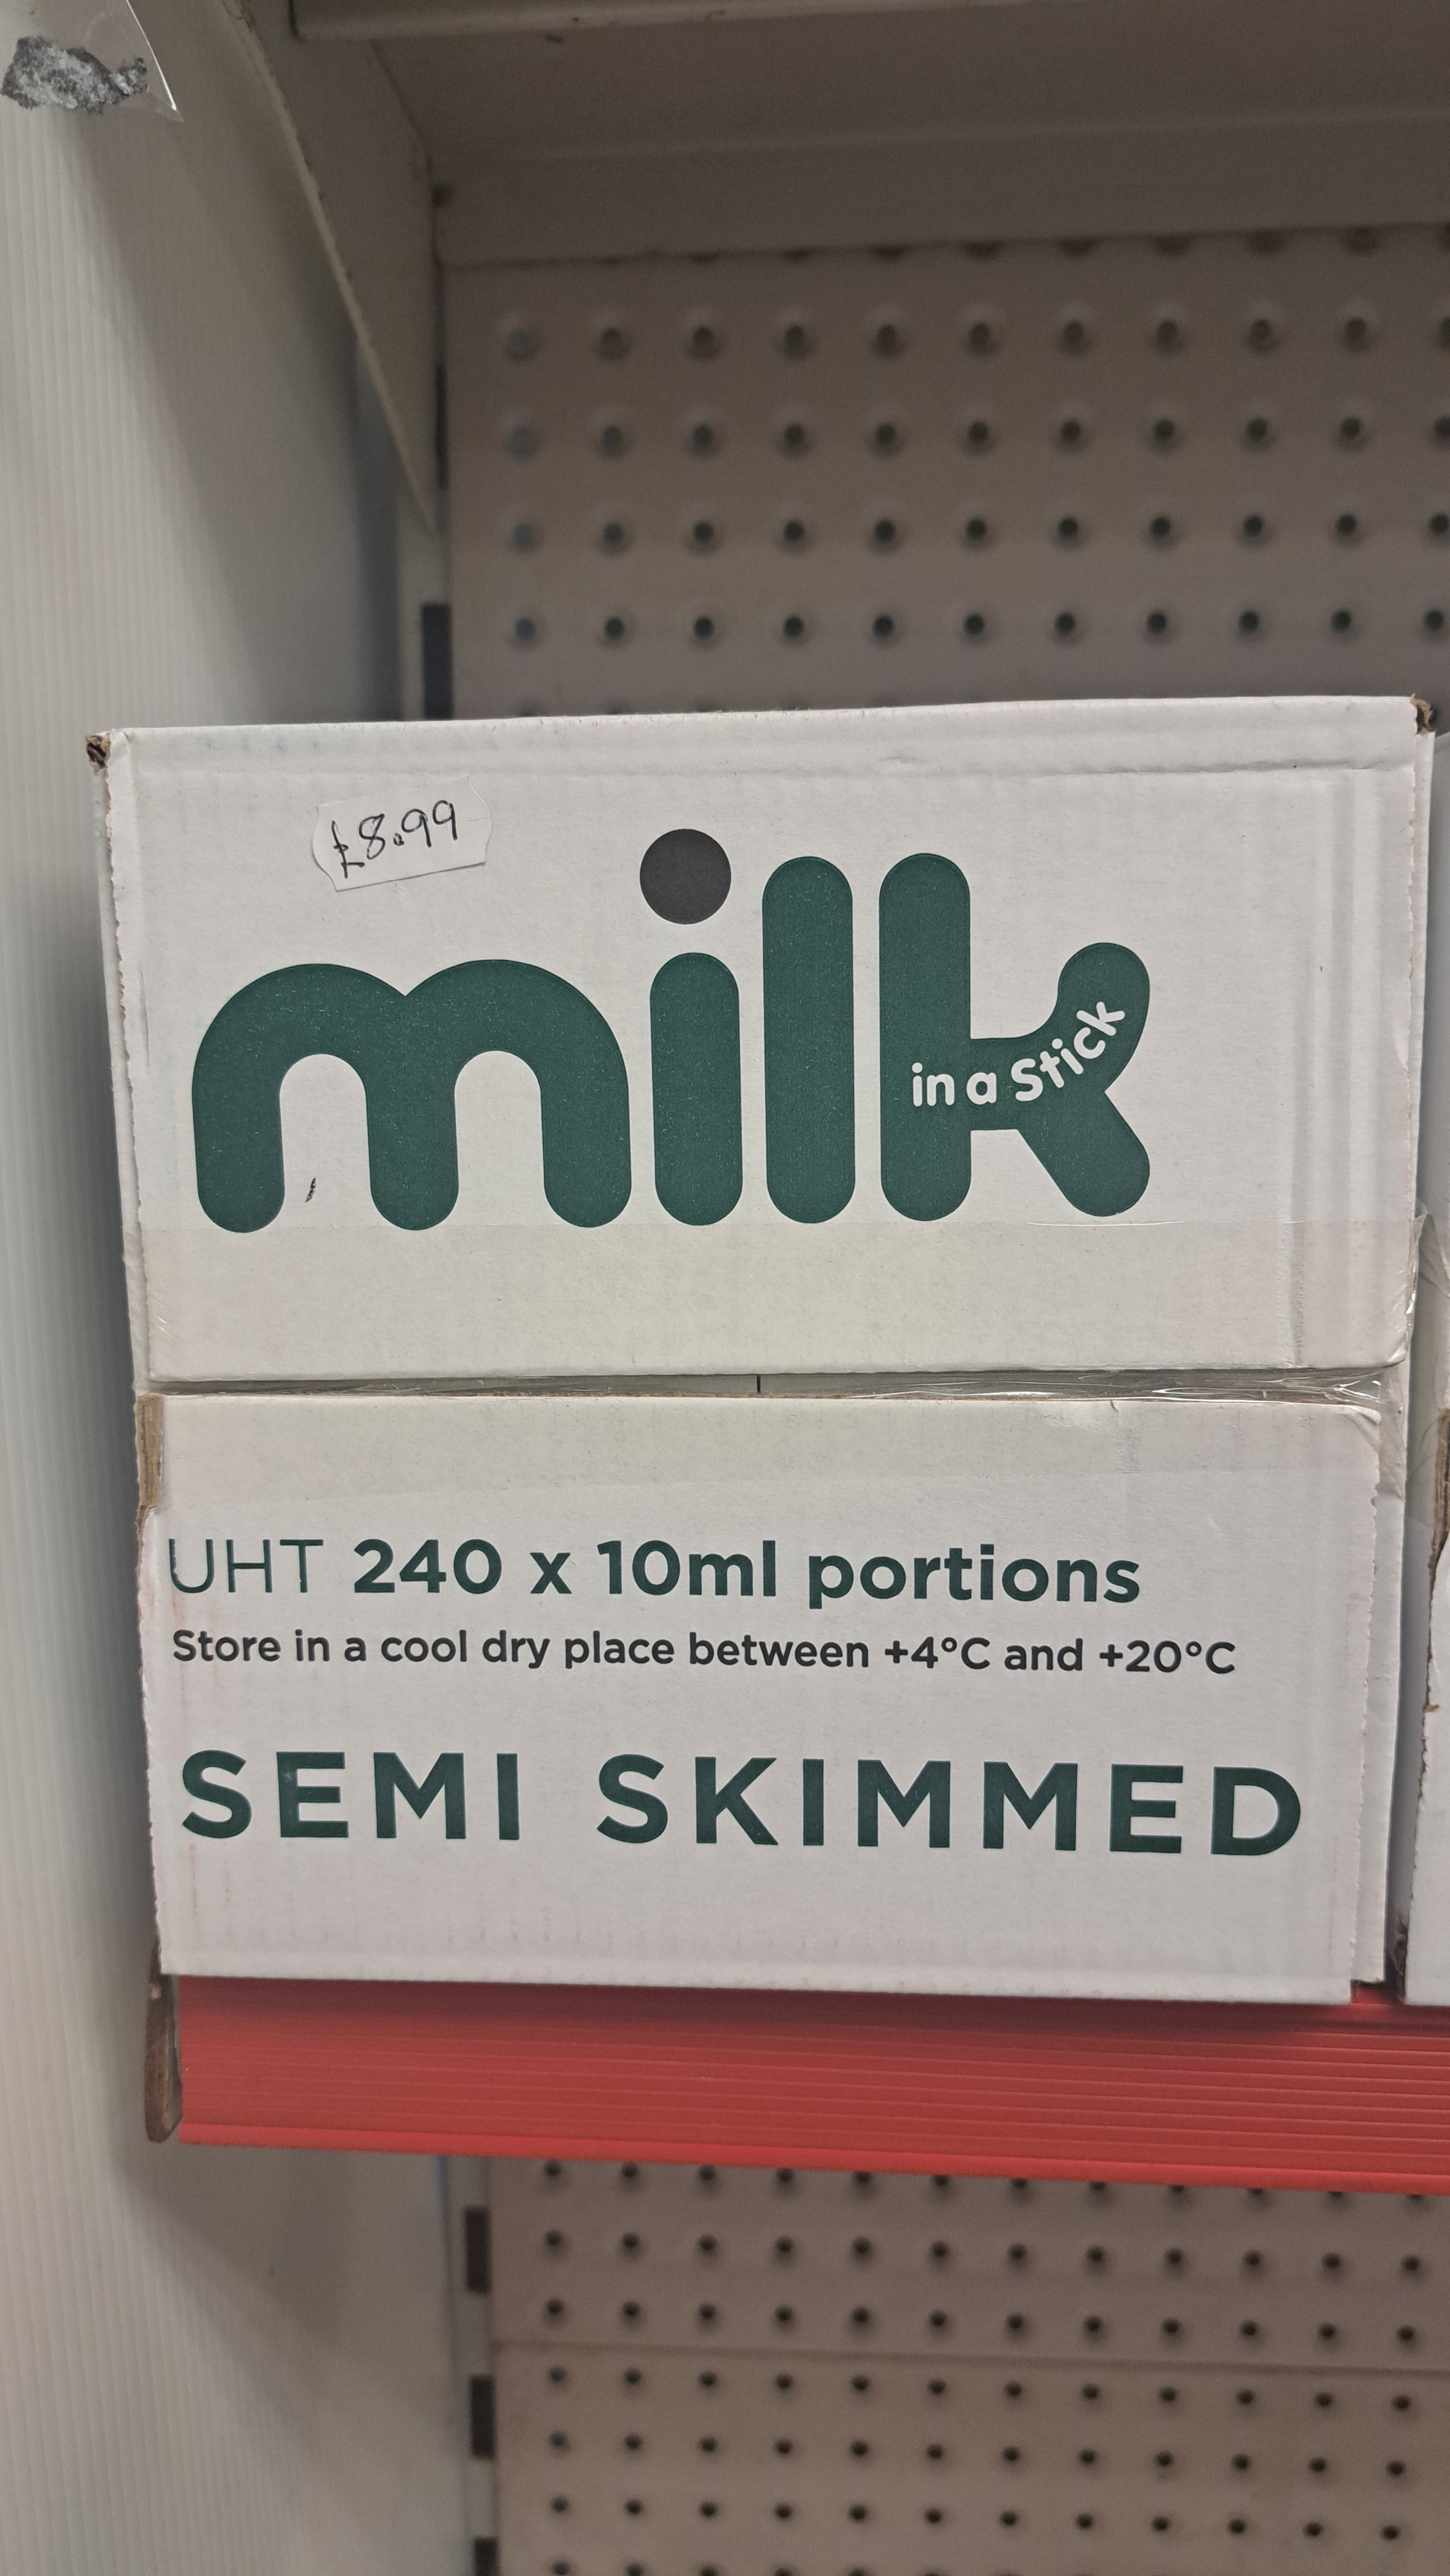 £8.99
milk
in a Stick
UHT 240 x 10ml portions
Store in a cool dry place between +4°C and +20°C
SEMI SKIMMED